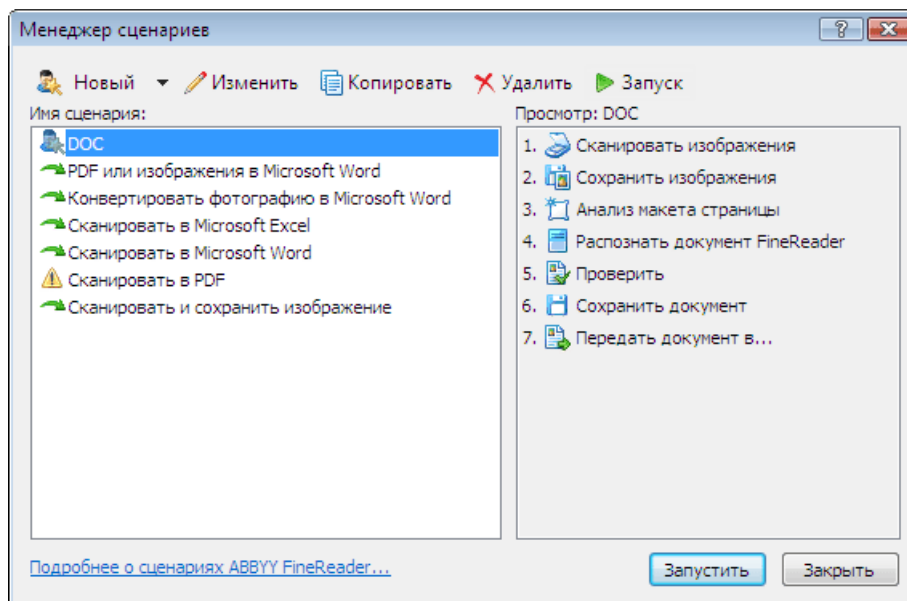 Менеджер сценариев
Новый Изменить Копировать Удалить Запуск
Имя сценария:
DOC
PDF или изображения в Microsoft Word
Конвертировать фотографию в Microsoft Word
Сканировать в Microsoft Excel
Сканировать в Microsoft Word
Сканировать в PDF
Сканировать и сохранить изображение
Просмотр: DOC
1. Сканировать изображения
2. Сохранить изображения
3. Анализ макета страницы
4. Распознать документ FineReader
5. Проверить
6. Сохранить документ
7. Передать документ в...
Подробнее о сценариях ABBYY FineReader...
Запустить Закрыть